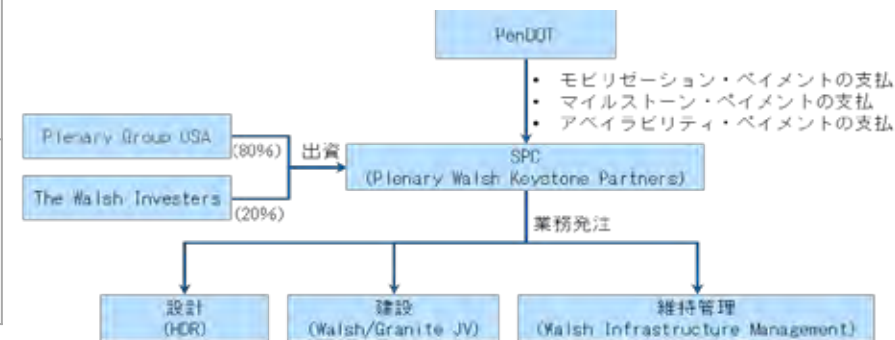 PenDOT
• モビリゼーション・ペイメントの支払
• マイルストーン・ペイメントの支払
• アベイラビリティ・ペイメントの支払
Plenary Group USA
(80%)
出資
The Walsh Investers
(20%)
SPC
(Plenary Walsh Keystone Partners)
業務発注
設計
(HDR)
建設
(Walsh/Granite JV)
維持管理
(Walsh Infrastructure Management)